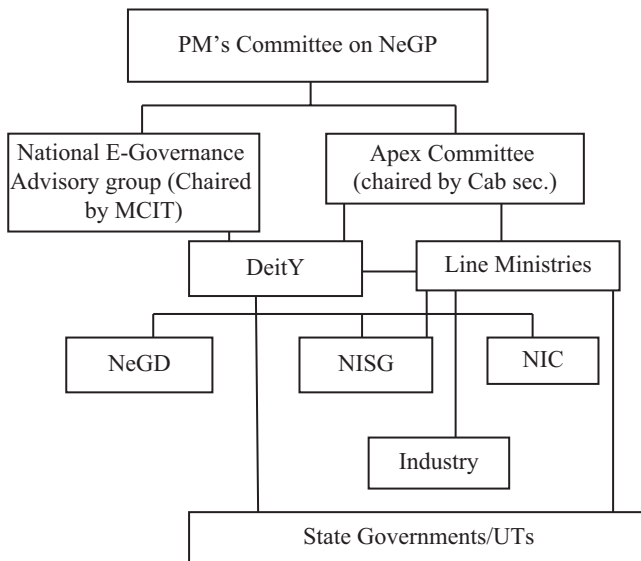 PM’s Committee on NeGP
National E-Governance
Advisory group (Chaired
by MCIT)
Apex Committee
(chaired by Cab sec.)
DeitY
Line Ministries
NeGD
NISG
NIC
Industry
State Governments/UTs